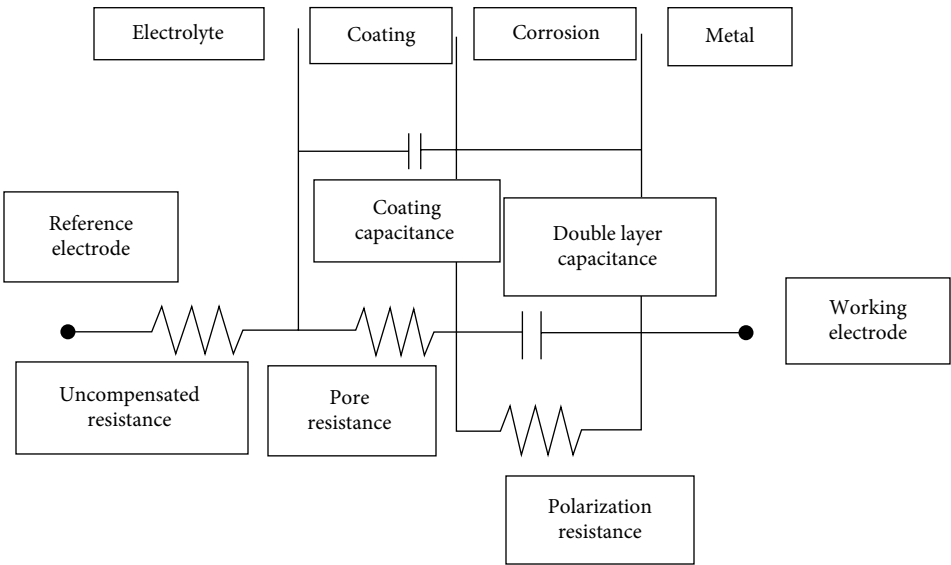 Electrolyte
Coating
Corrosion
Metal
Reference
electrode
Coating
capacitance
Double layer
capacitance
Working
electrode
Uncompensated
resistance
Pore
resistance
Polarization
resistance